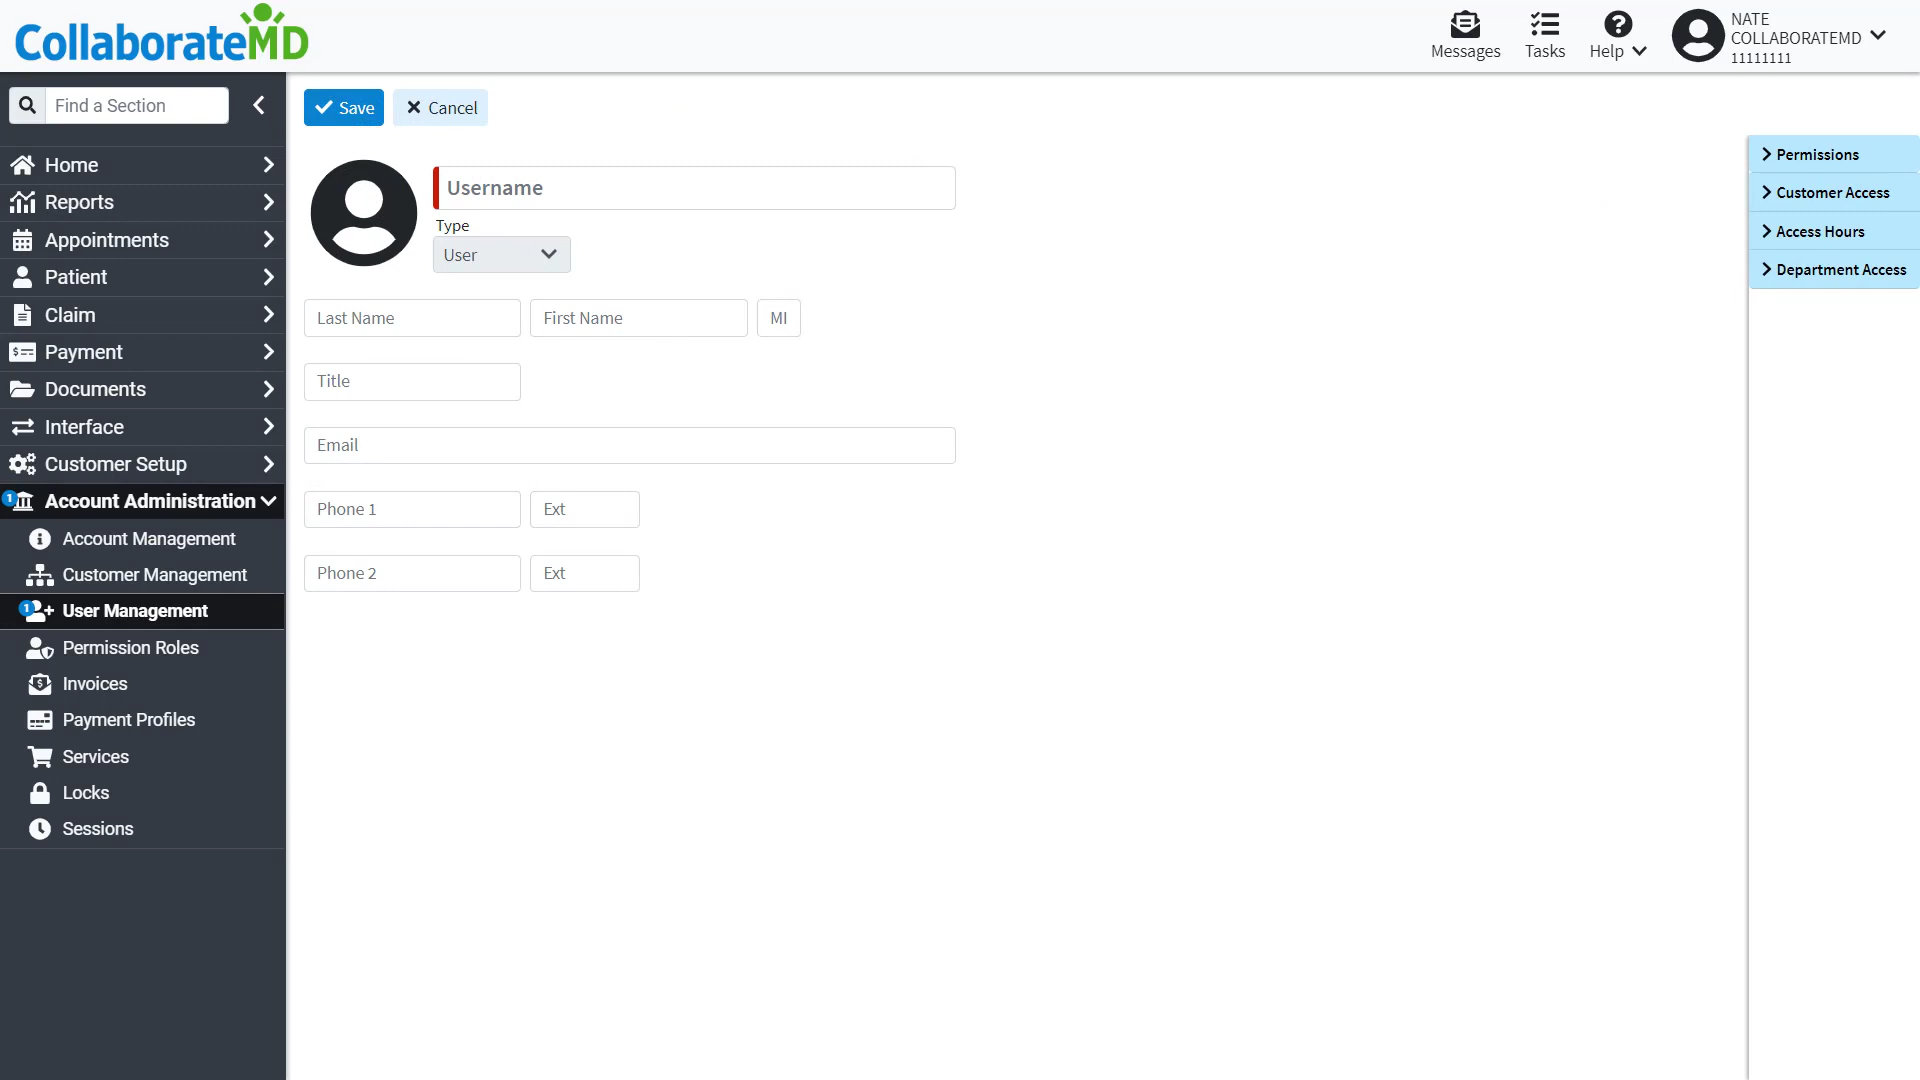 CollaborateMD
Messages
Tasks
Help
NATE
COLLABORATEMD
11111111
Find a Section
Save
Cancel
Home
Reports
Appointments
Patient
Claim
Payment
Documents
Interface
Customer Setup
1
Account Administration
Account Management
Customer Management
1
User Management
Permission Roles
Invoices
Payment Profiles
Services
Locks
Sessions
Username
Type
User
Last Name First Name MI
Title
Email
Phone 1 Ext
Phone 2 Ext
Permissions
Customer Access
Access Hours
Department Access